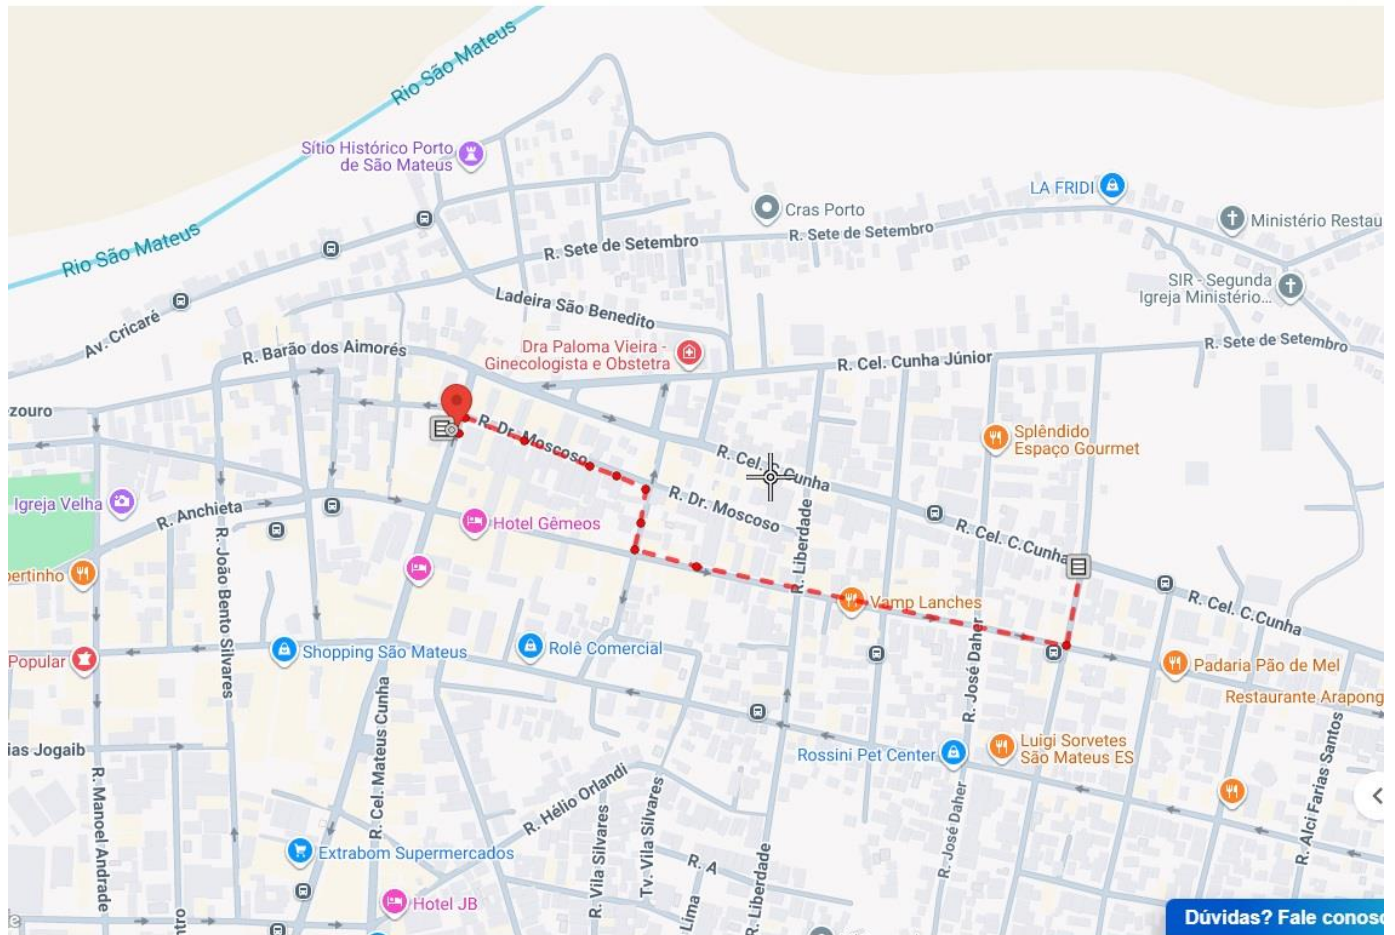 Rio São Mateus
Sítio Histórico Porto
de São Mateus
LA FRIDI
Cras Porto
Ministério Restau
R. Sete de Setembro
R. Sete de Setembro
Rio São Mateus
SIR - Segunda
Igreja Ministério...
Ladeira São Benedito
Av. Cricaré
R. Sete de Setembro
R. Barão dos Aimorés
Dra Paloma Vieira -
Ginecologista e Obstetra
R. Cel. Cunha Júnior
zouro
R. Dr. Moscoso
Splêndido
Espaço Gourmet
R. Cel. C.Cunha
Igreja Velha
R. Anchieta
Hotel Gêmeos
R. Dr. Moscoso
R. Cel. C.Cunha
R. Liberdade
R. João Bento Silvares
bertinho
Vamp Lanches
R. Cel. C.Cunha
Popular
Shopping São Mateus
Rolê Comercial
R. José Daher
Padaria Pão de Mel
Restaurante Arapong
ias Jogaib
R. Manoel Andrade
R. Cel. Mateus Cunha
Rossini Pet Center
Luigi Sorvetes
São Mateus ES
R. Hélio Orlandi
R. Alci Farias Santos
R. José Daher
Extrabom Supermercados
R. Vila Silvares
Tv. Vila Silvares
R. A
R. Liberdade
Hotel JB
Lima
utro
Dúvidas? Fale conosc